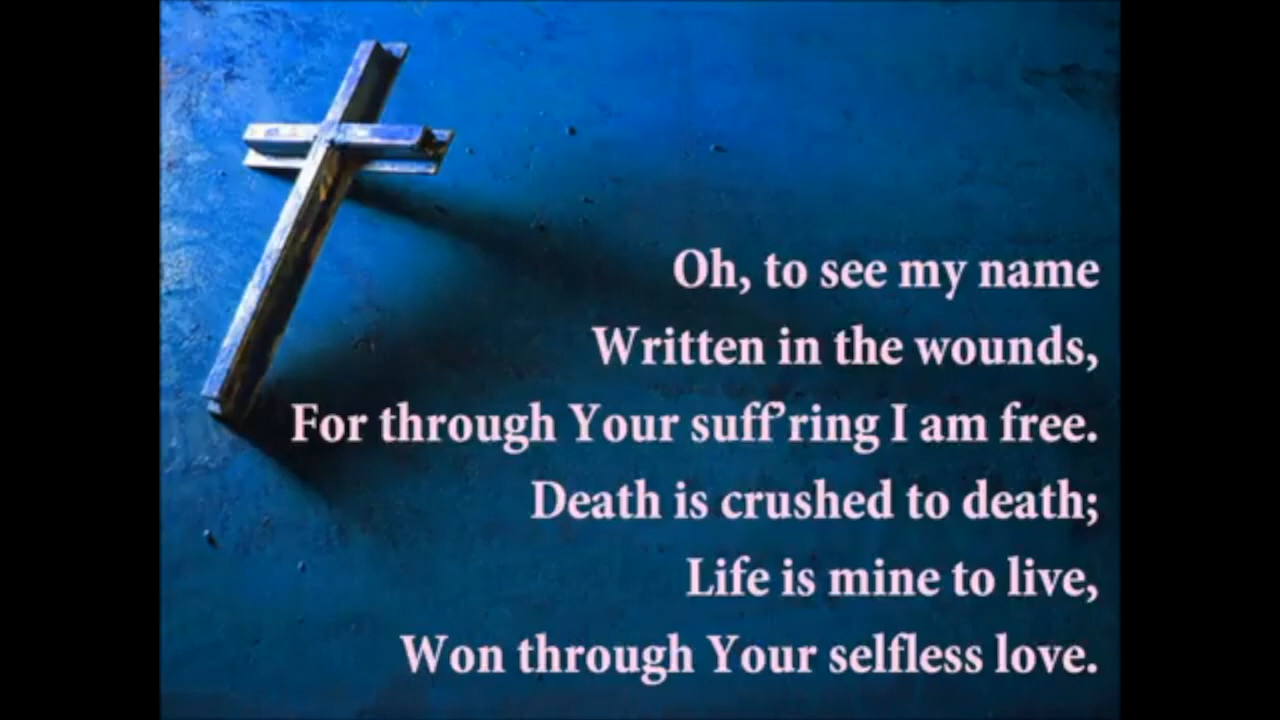 Oh, to see my name
Written in the wounds,
For through Your suff’ring I am free.
Death is crushed to death;
Life is mine to live,
Won through Your selfless love.